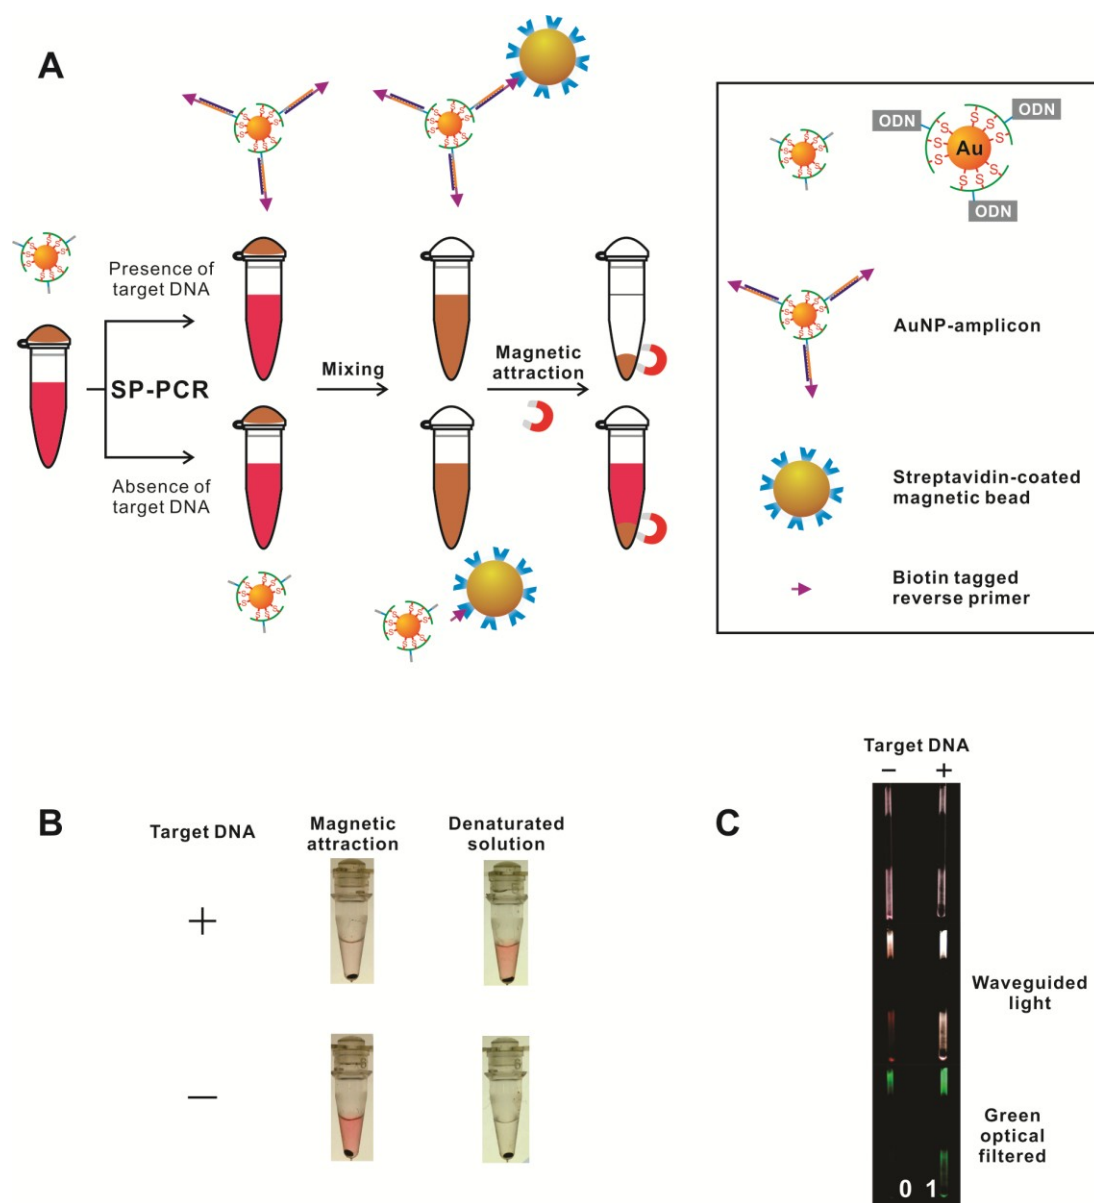 A
Presence of
target DNA
SP-PCR
Absence of
target DNA
Mixing
Magnetic
attraction
S S S S S S S S
ODN
ODN
Au
ODN
AuNP-amplicon
Streptavidin-coated
magnetic bead
Biotin tagged
reverse primer
B
Target DNA
Magnetic
attraction
Denaturated
solution
+
−
C
Target DNA
− +
Waveguided
light
Green
optical
filtered
0 1